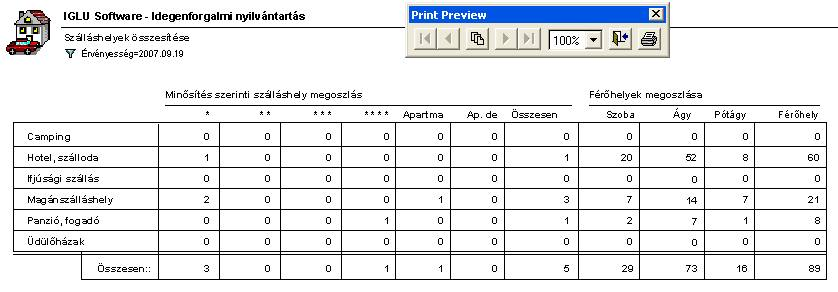 IGLU Software - Idegenforgalmi nyilvántartás
Szálláshelyek összesítése
Érvényesség=2007.09.19
Print Preview
100%
Minősítés szerinti szálláshely megoszlás Férőhelyek megoszlása
* ** *** **** Apartma Ap. de Összesen Szoba Ágy Pótágy Férőhely
Camping 0 0 0 0 0 0 0 0 0 0 0
Hotel, szálloda 1 0 0 0 0 0 1 20 52 8 60
Ifjúsági szállás 0 0 0 0 0 0 0 0 0 0 0
Magánszálláshely 2 0 0 0 1 0 3 7 14 7 21
Panzió, fogadó 0 0 0 1 0 0 1 2 7 1 8
Üdülőházak 0 0 0 0 0 0 0 0 0 0 0
Összesen:: 3 0 0 1 1 0 5 29 73 16 89